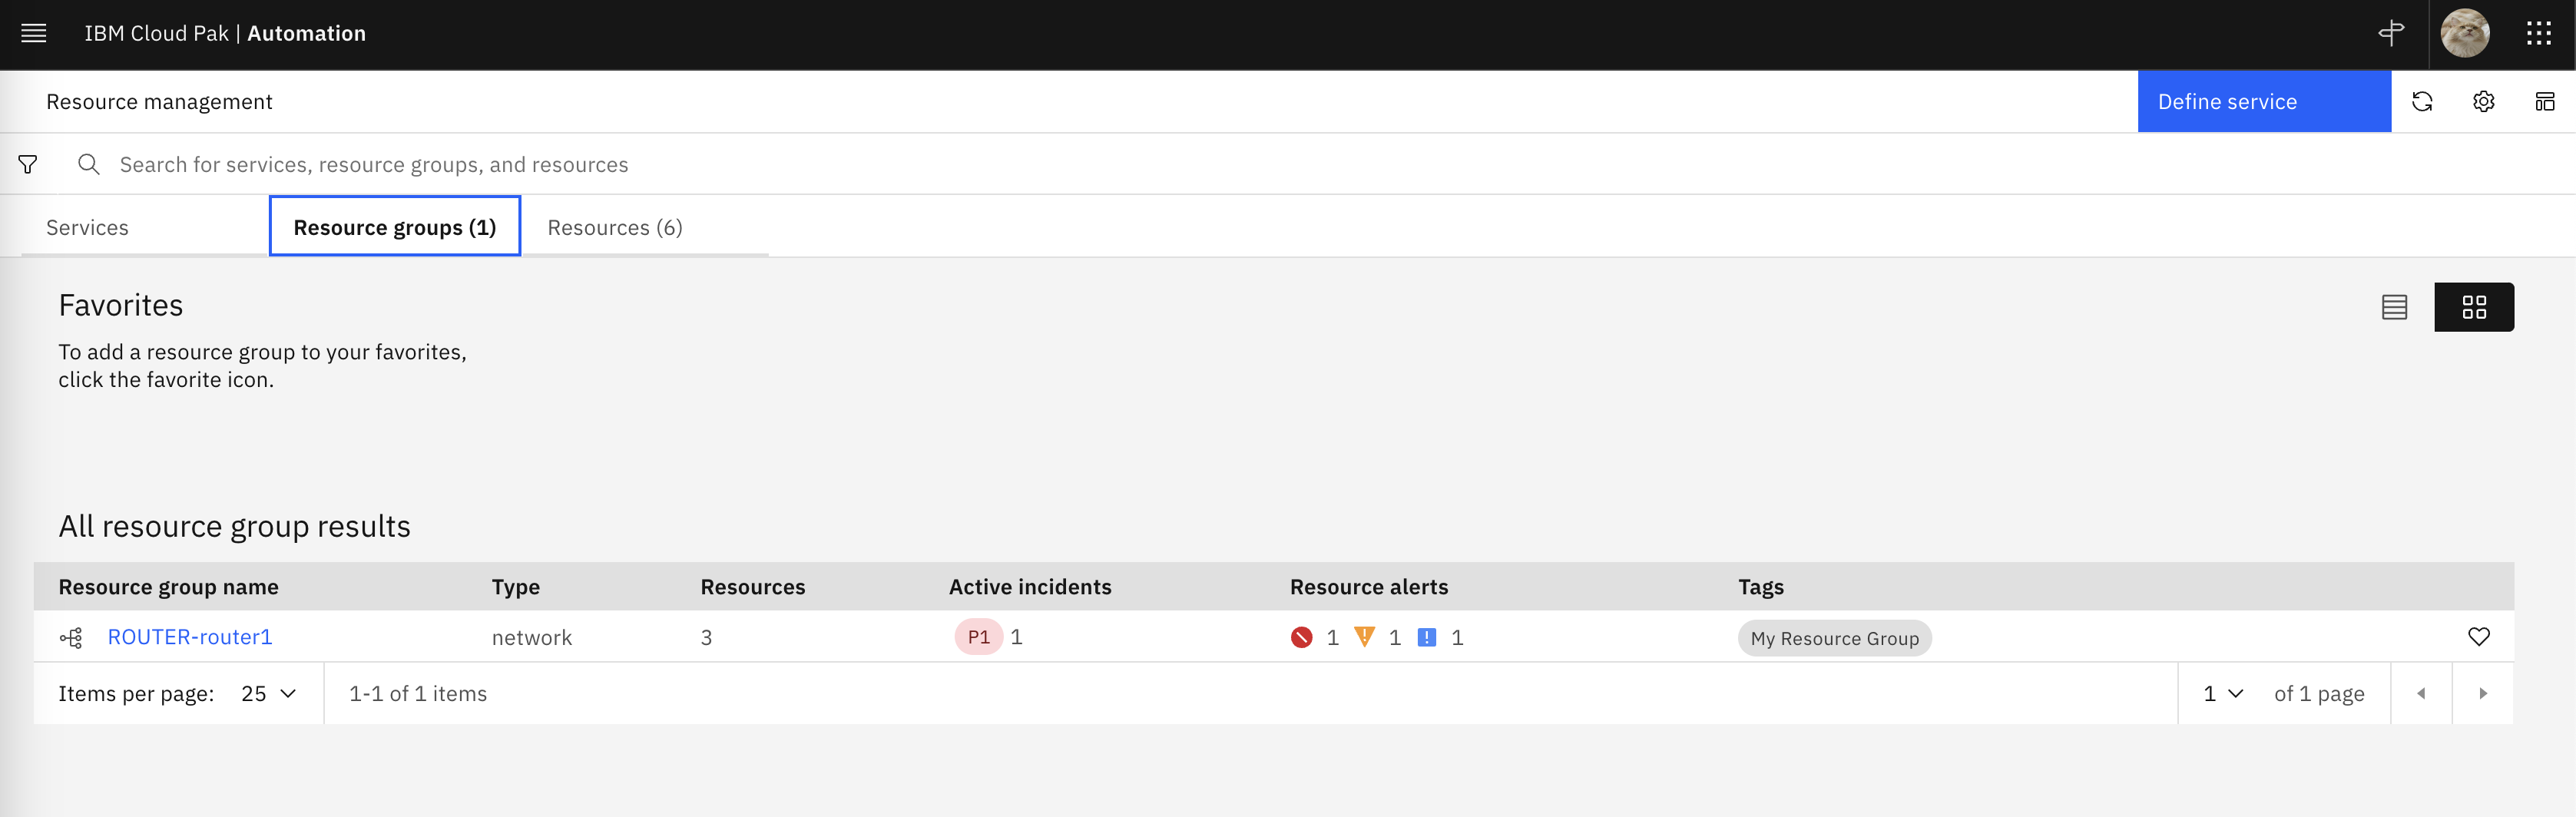 IBM Cloud Pak | Automation
Resource management
Define service
Search for services, resource groups, and resources
Services
Resource groups (1)
Resources (6)
Favorites
To add a resource group to your favorites,
click the favorite icon.
All resource group results
Resource group name Type Resources Active incidents Resource alerts Tags
ROUTER-router1 network 3 P1 1 1 1 1 My Resource Group
Items per page: 25 1-1 of 1 items 1 of 1 page